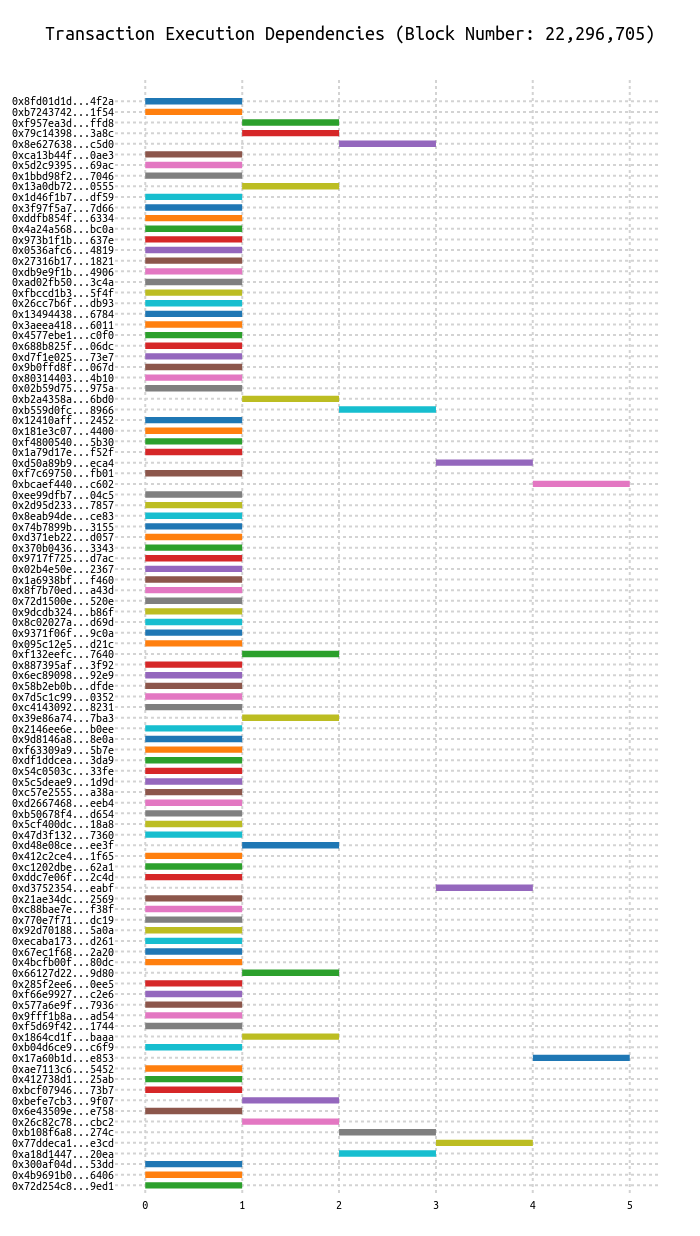 Transaction Execution Dependencies (Block Number: 22,296,705)
0x8fd01d1d...4f2a
0xb7243742...1f54
0xf957ea3d...ffd8
0x79c14398...3a8c
0x8e627638...c5d0
0xca13b44f...0ae3
0x5d2c9395...69ac
0x1bbd98f2...7046
0x13a0db72...0555
0x1d46f1b7...df59
0x3f97f5a7...7d66
0xddfb854f...6334
0x4a24a568...bc0a
0x973b1f1b...637e
0x0536afc6...4819
0x27316b17...1821
0xdb9e9f1b...4906
0xad02fb50...3c4a
0xfbccd1b3...5f4f
0x26cc7b6f...db93
0x13494438...6784
0x3aeea418...6011
0x4577ebe1...c0f0
0x688b825f...06dc
0xd7f1e025...73e7
0x9b0ffd8f...067d
0x80314403...4b10
0x02b59d75...975a
0xb2a4358a...6bd0
0xb559d0fc...8966
0x12410aff...2452
0x181e3c07...4400
0xf4800540...5b30
0x1a79d17e...f52f
0xd50a89b9...eca4
0xf7c69750...fb01
0xbcaef440...c602
0xee99dfb7...04c5
0x2d95d233...7857
0x8eab94de...ce83
0x74b7899b...3155
0xd371eb22...d057
0x370b0436...3343
0x9717f725...d7ac
0x02b4e50e...2367
0x1a6938bf...f460
0x8f7b70ed...a43d
0x72d1500e...520e
0x9dcdb324...b86f
0x8c02027a...d69d
0x9371f06f...9c0a
0x095c12e5...d21c
0xf132eefc...7640
0x887395af...3f92
0x6ec89098...92e9
0x58b2eb0b...dfde
0x7d5c1c99...0352
0xc4143092...8231
0x39e86a74...7ba3
0x2146ee6e...b0ee
0x9d8146a8...8e0a
0xf63309a9...5b7e
0xdf1ddcea...3da9
0x54c0503c...33fe
0x5c5deae9...1d9d
0xc57e2555...a38a
0xd2667468...eeb4
0xb50678f4...d654
0x5cf400dc...18a8
0x47d3f132...7360
0xd48e08ce...ee3f
0x412c2ce4...1f65
0xc1202dbe...62a1
0xddc7e06f...2c4d
0xd3752354...eabf
0x21ae34dc...2569
0xc88bae7e...f38f
0x770e7f71...dc19
0x92d70188...5a0a
0xecaba173...d261
0x67ec1f68...2a20
0x4bcfb00f...80dc
0x66127d22...9d80
0x285f2ee6...0ee5
0xf66e9927...c2e6
0x577a6e9f...7936
0x9fff1b8a...ad54
0xf5d69f42...1744
0x1864cd1f...baaa
0xb04d6ce9...c6f9
0x17a60b1d...e853
0xae7113c6...5452
0x412738d1...25ab
0xbcf07946...73b7
0xbefe7cb3...9f07
0x6e43509e...e758
0x26c82c78...cbc2
0xb108f6a8...274c
0x77ddeca1...e3cd
0xa18d1447...20ea
0x300af04d...53dd
0x4b9691b0...6406
0x72d254c8...9ed1
0 1 2 3 4 5